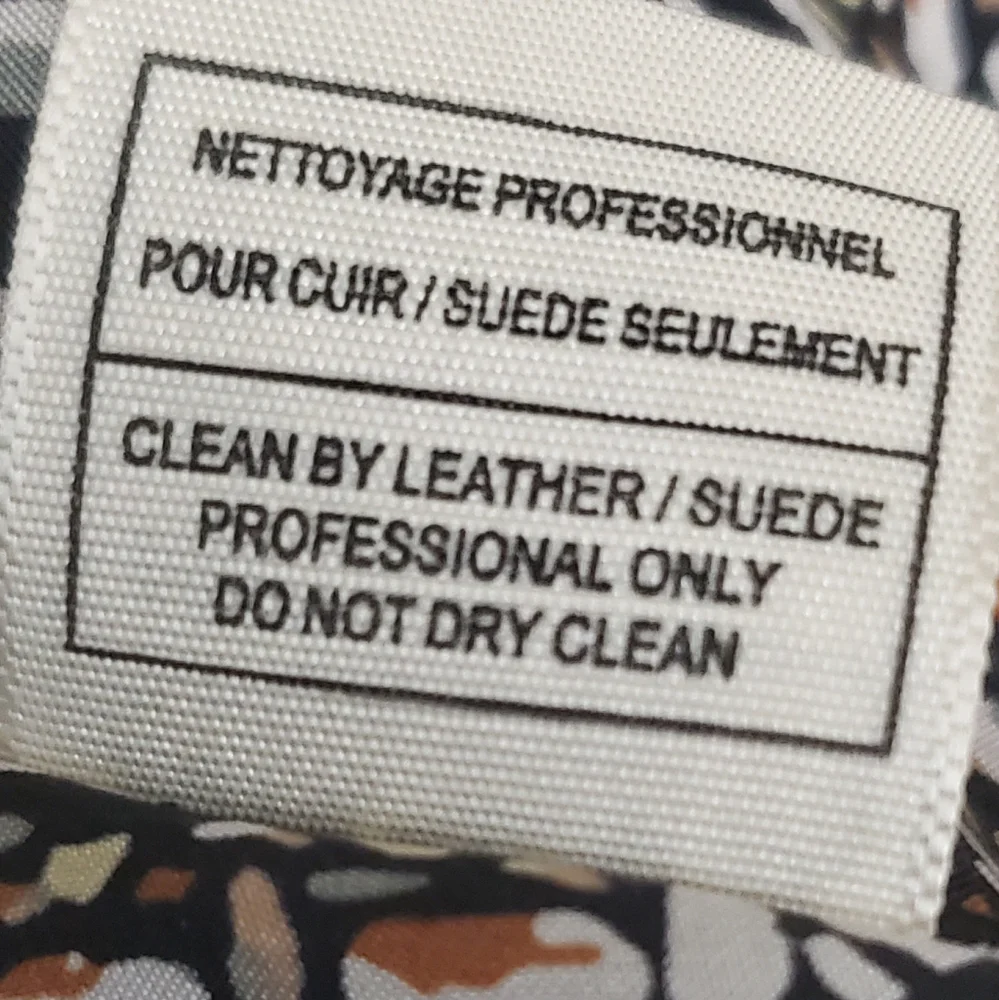 NETTOYAGE PROFESSIONNEL
POUR CUIR / SUEDE SEULEMENT
CLEAN BY LEATHER / SUEDE
PROFESSIONAL ONLY
DO NOT DRY CLEAN